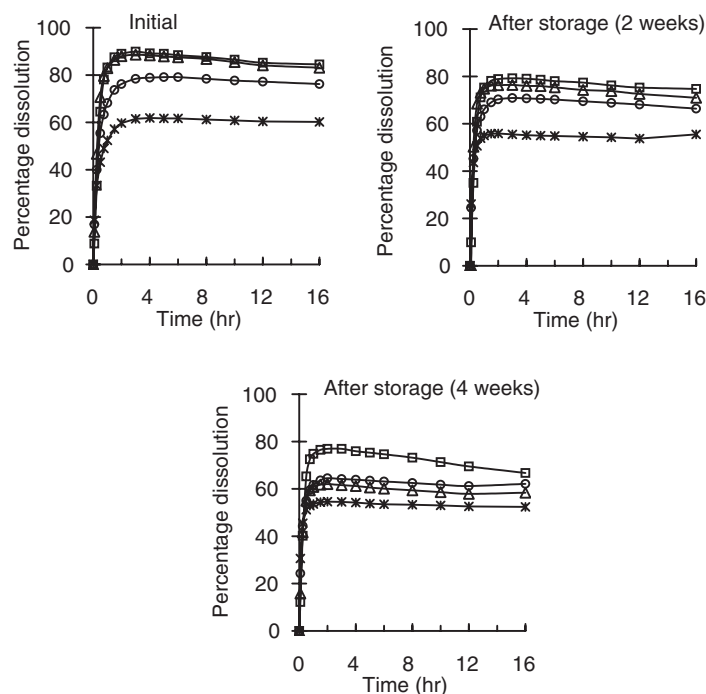 Initial
Percentage dissolution
100
80
60
40
20
0
0 4 8 12 16
Time (hr)
After storage (2 weeks)
Percentage dissolution
100
80
60
40
20
0
0 4 8 12 16
Time (hr)
After storage (4 weeks)
Percentage dissolution
100
80
60
40
20
0
0 4 8 12 16
Time (hr)